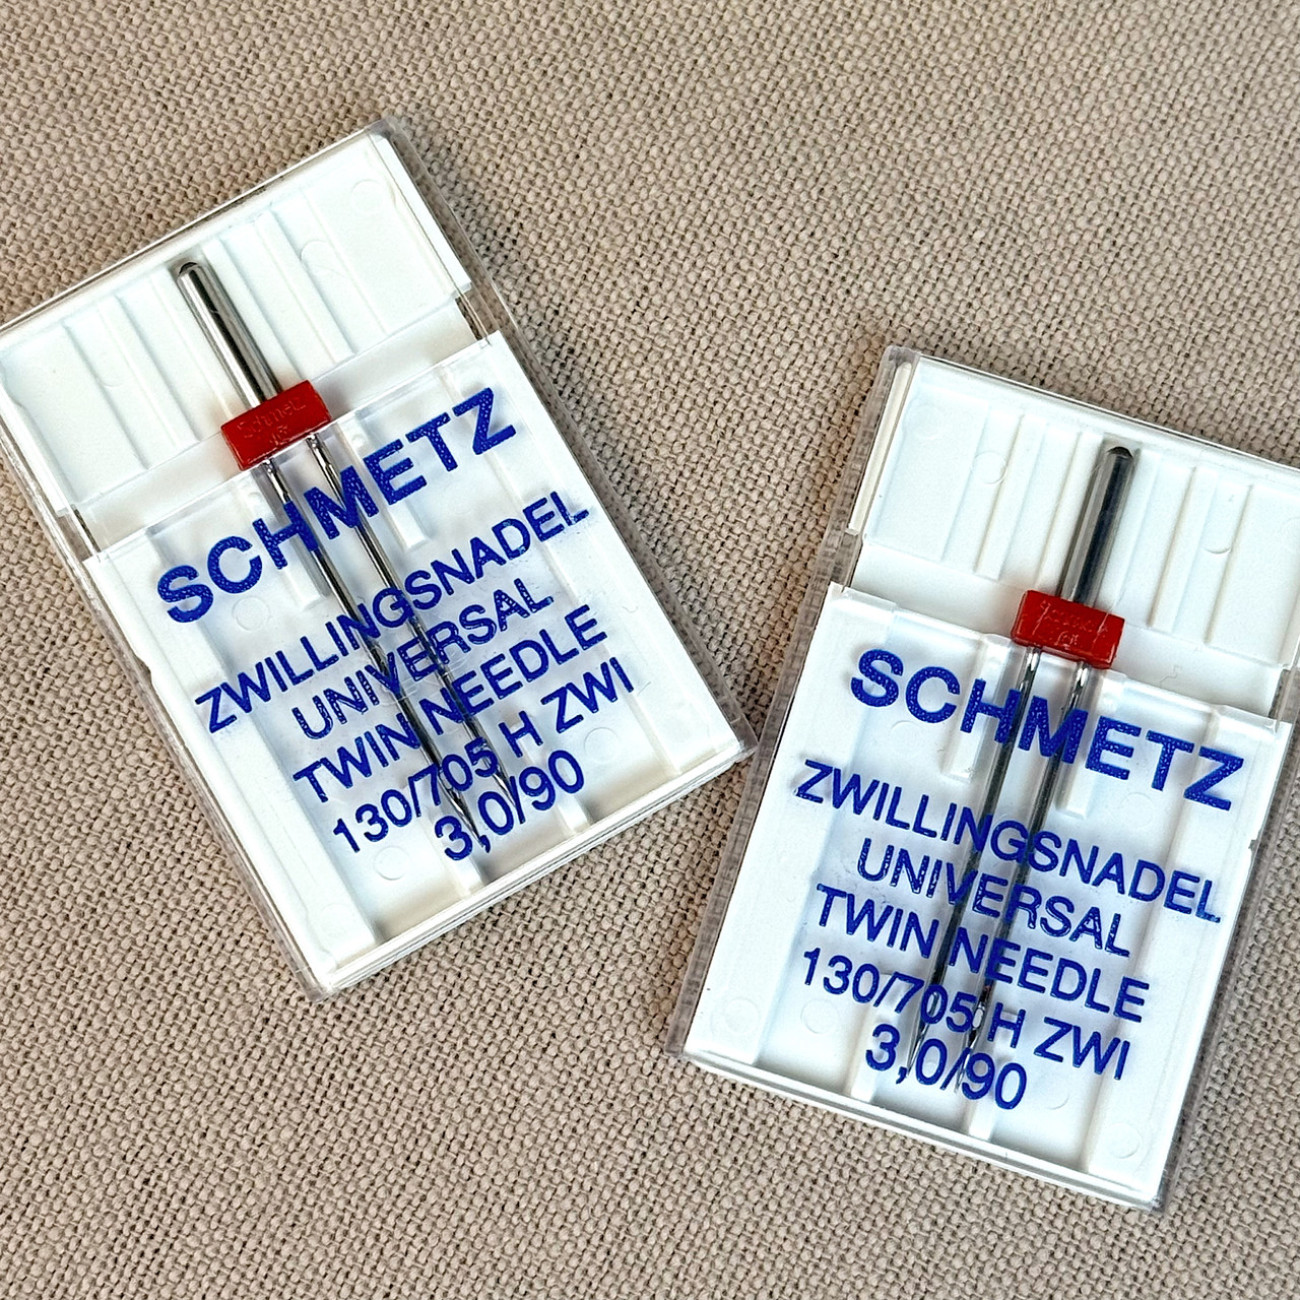 SCHMETZ
ZWILLINGSNADEL
UNIVERSAL
TWIN NEEDLE
130/705 H ZWI
3,0/90
SCHMETZ
ZWILLINGSNADEL
UNIVERSAL
TWIN NEEDLE
130/705 H ZWI
3,0/90